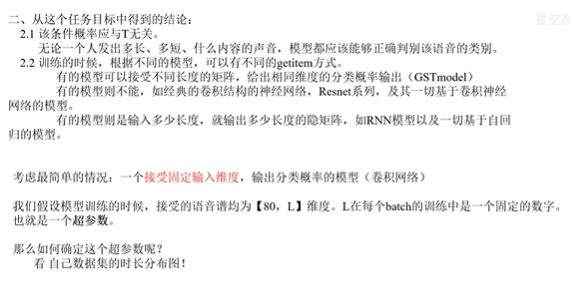 二、从这个任务目标中得到的结论：
2.1 该条件概率应与T无关。
无论一个人发出多长、多短、什么内容的声音，模型都应该能够正确判别该语音的类别。
2.2 训练的时候，根据不同的模型，可以有不同的getitem方式。
有的模型可以接受不同长度的矩阵，给出相同维度的分类概率输出（GSTmodel）
有的模型则不能，如经典的卷积结构的神经网络，Resnet系列，及其一切基于卷积神经
网络的模型。
有的模型则是输入多少长度，就输出多少长度的隐矩阵，如RNN模型以及一切基于自回
归的模型。
考虑最简单的情况：一个接受固定输入维度，输出分类概率的模型（卷积网络）
我们假设模型训练的时候，接受的语音谱均为【80，L】维度。L在每个batch的训练中是一个固定的数字。
也就是一个超参数。
那么如何确定这个超参数呢？
看 自己数据集的时长分布图！